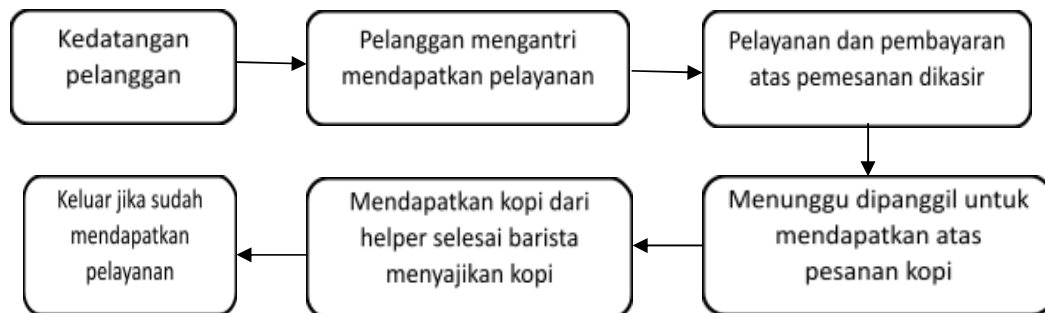 Kedatangan
pelanggan
Pelanggan mengantri
mendapatkan pelayanan
Pelayanan dan pembayaran
atas pemesanan dikasir
Menunggu dipanggil untuk
mendapatkan atas
pesanan kopi
Mendapatkan kopi dari
helper selesai barista
menyajikan kopi
Keluar jika sudah
mendapatkan
pelayanan